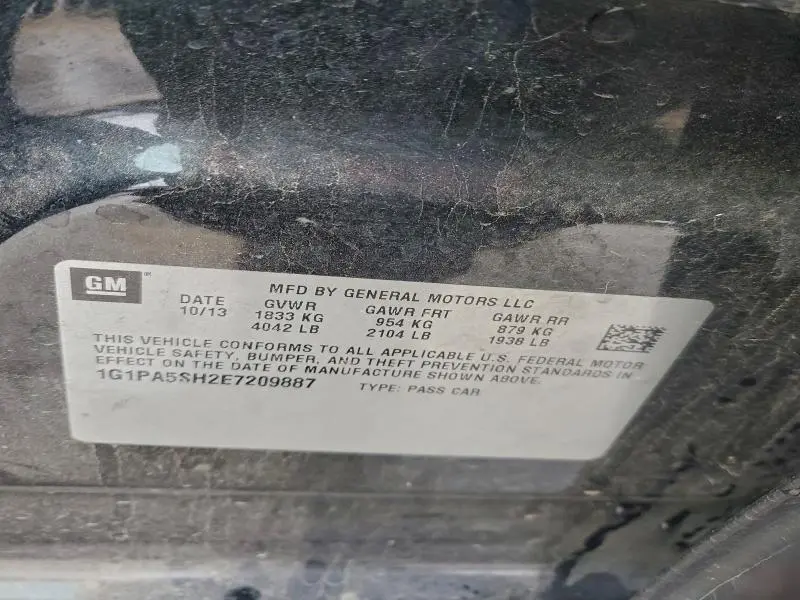 GM
MFD BY GENERAL MOTORS LLC
DATE GVWR GAWR FRT GAWR RR
10/13 1833 KG 954 KG 879 KG
4042 LB 2104 LB 1938 LB
THIS VEHICLE CONFORMS TO ALL APPLICABLE U.S. FEDERAL MOTOR
VEHICLE SAFETY, BUMPER, AND THEFT PREVENTION STANDARDS IN
EFFECT ON THE DATE OF MANUFACTURE SHOWN ABOVE.
1G1PA5SH2E7209887 TYPE: PASS CAR